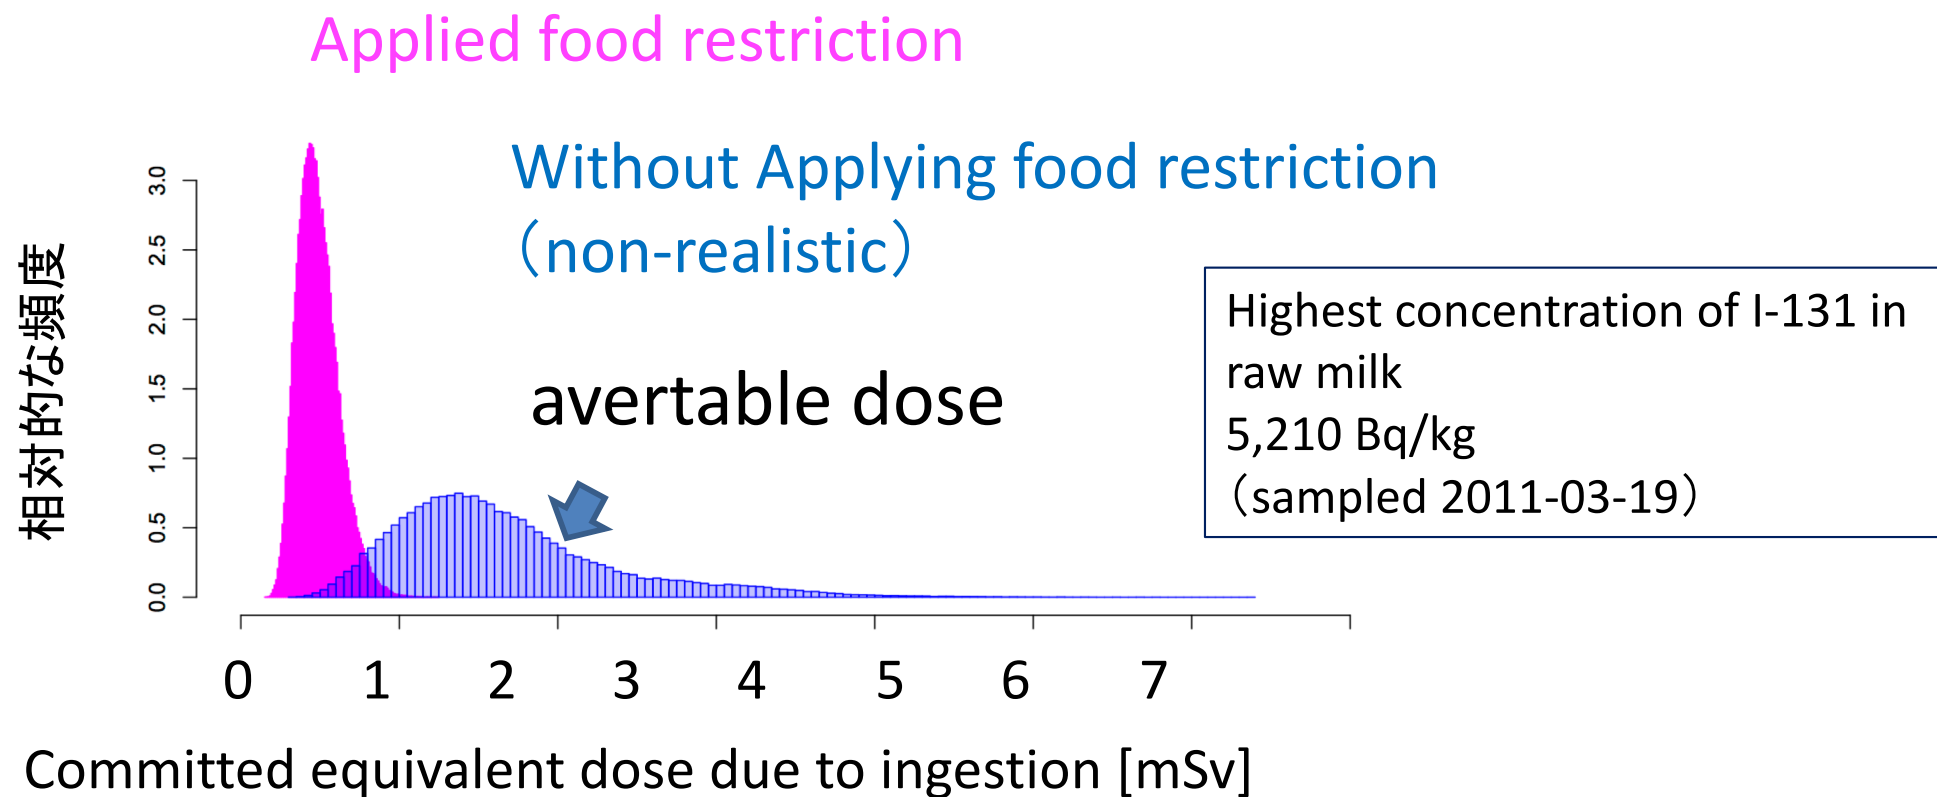 Applied food restriction
Without Applying food restriction
（non-realistic）
avertable dose
Highest concentration of I-131 in
raw milk
5,210 Bq/kg
（sampled 2011-03-19）
相対的な頻度
3.0
2.5
2.0
1.5
1.0
0.5
0.0
0 1 2 3 4 5 6 7
Committed equivalent dose due to ingestion [mSv]